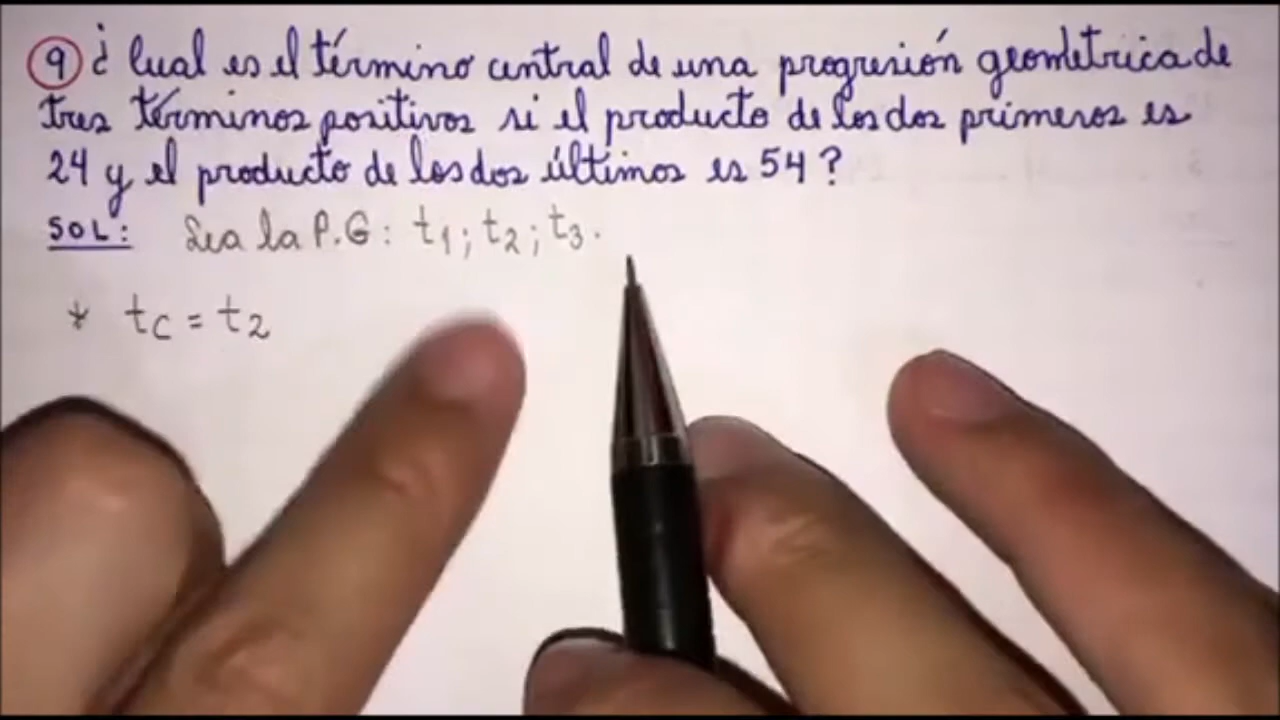 9 ¿Cual es el término central de una progresión geometrica de
tres términos positivos si el producto de los dos primeros es
24 y el producto de los dos últimos es 54?
SOL: Sea la P.G: t1; t2; t3.
* tc = t2